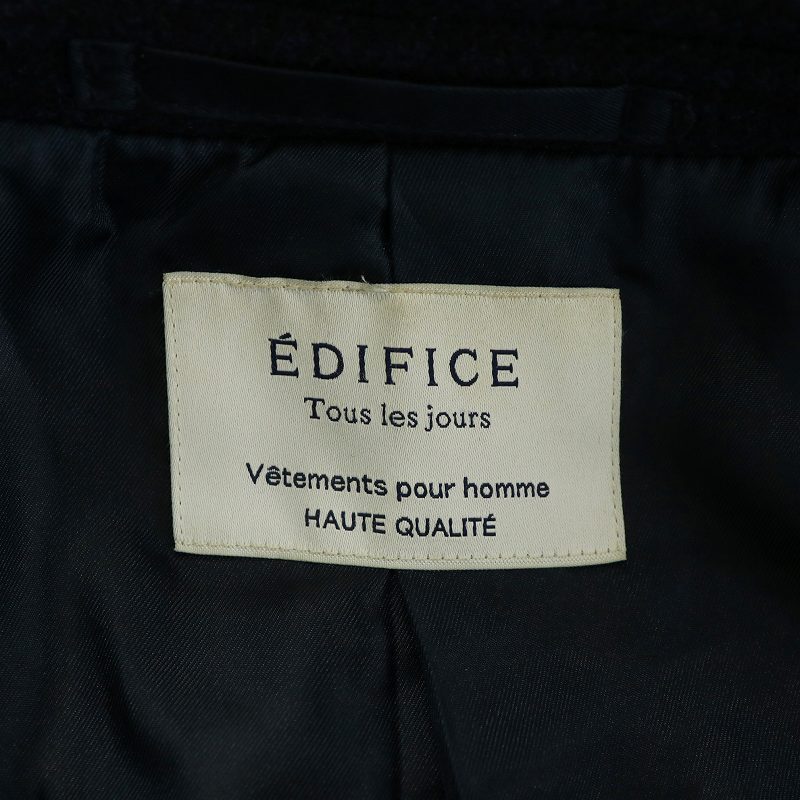 ÉDIFICE
Tous les jours
Vêtements pour homme
HAUTE QUALITÉ